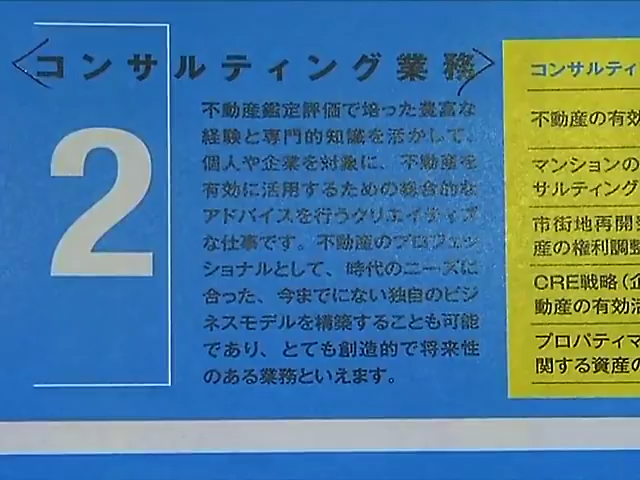 コンサルティング業務
2
不動産鑑定評価で培った豊富な
経験と専門的知識を活かして、
個人や企業を対象に、不動産を
有効に活用するための総合的な
アドバイスを行うクリエイティブ
な仕事です。不動産のプロフェッ
ショナルとして、時代のニーズに
合った、今までにない独自のビジ
ネスモデルを構築することも可能
であり、とても創造的で将来性
のある業務といえます。
コンサルティ
不動産の有効
マンションの
サルティング
市街地再開発
産の権利調整
CRE戦略(企
動産の有効活
プロパティマ
関する資産の